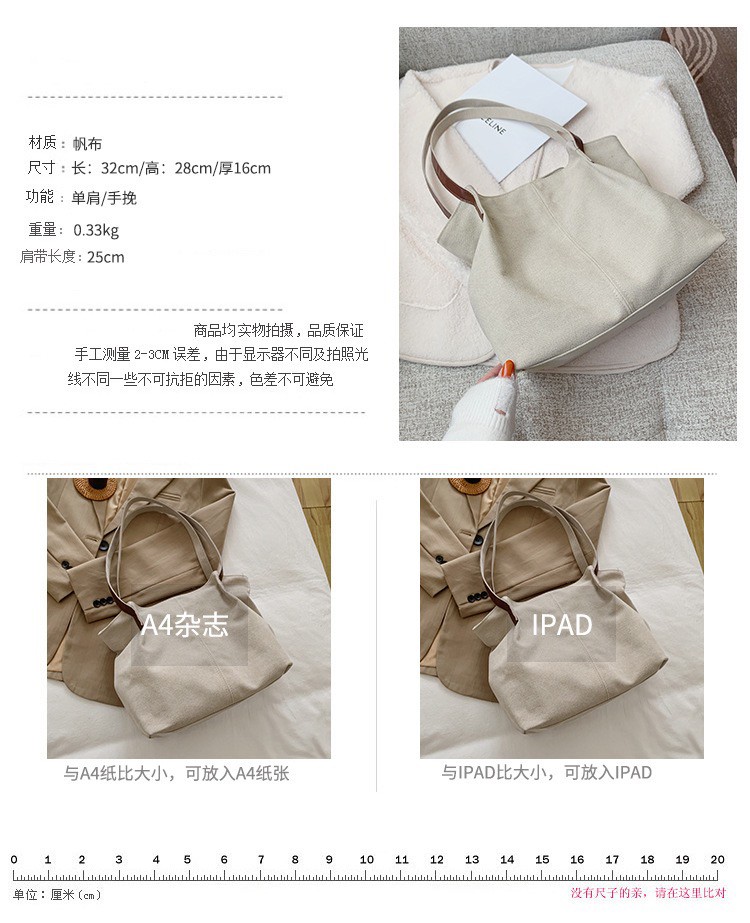 材质：帆布
尺寸：长：32cm/高：28cm/厚16cm
功能：单肩/手挽
重量：0.33kg
肩带长度：25cm
商品均实物拍摄，品质保证
手工测量2-3CM误差，由于显示器不同及拍照光
线不同一些不可抗拒的因素，色差不可避免
CELINE
A4杂志
IPAD
与A4纸比大小，可放入A4纸张
与IPAD比大小，可放入IPAD
0 1 2 3 4 5 6 7 8 9 10 11 12 13 14 15 16 17 18 19 20
单位：厘米(cm)
没有尺子的亲，请在这里比对